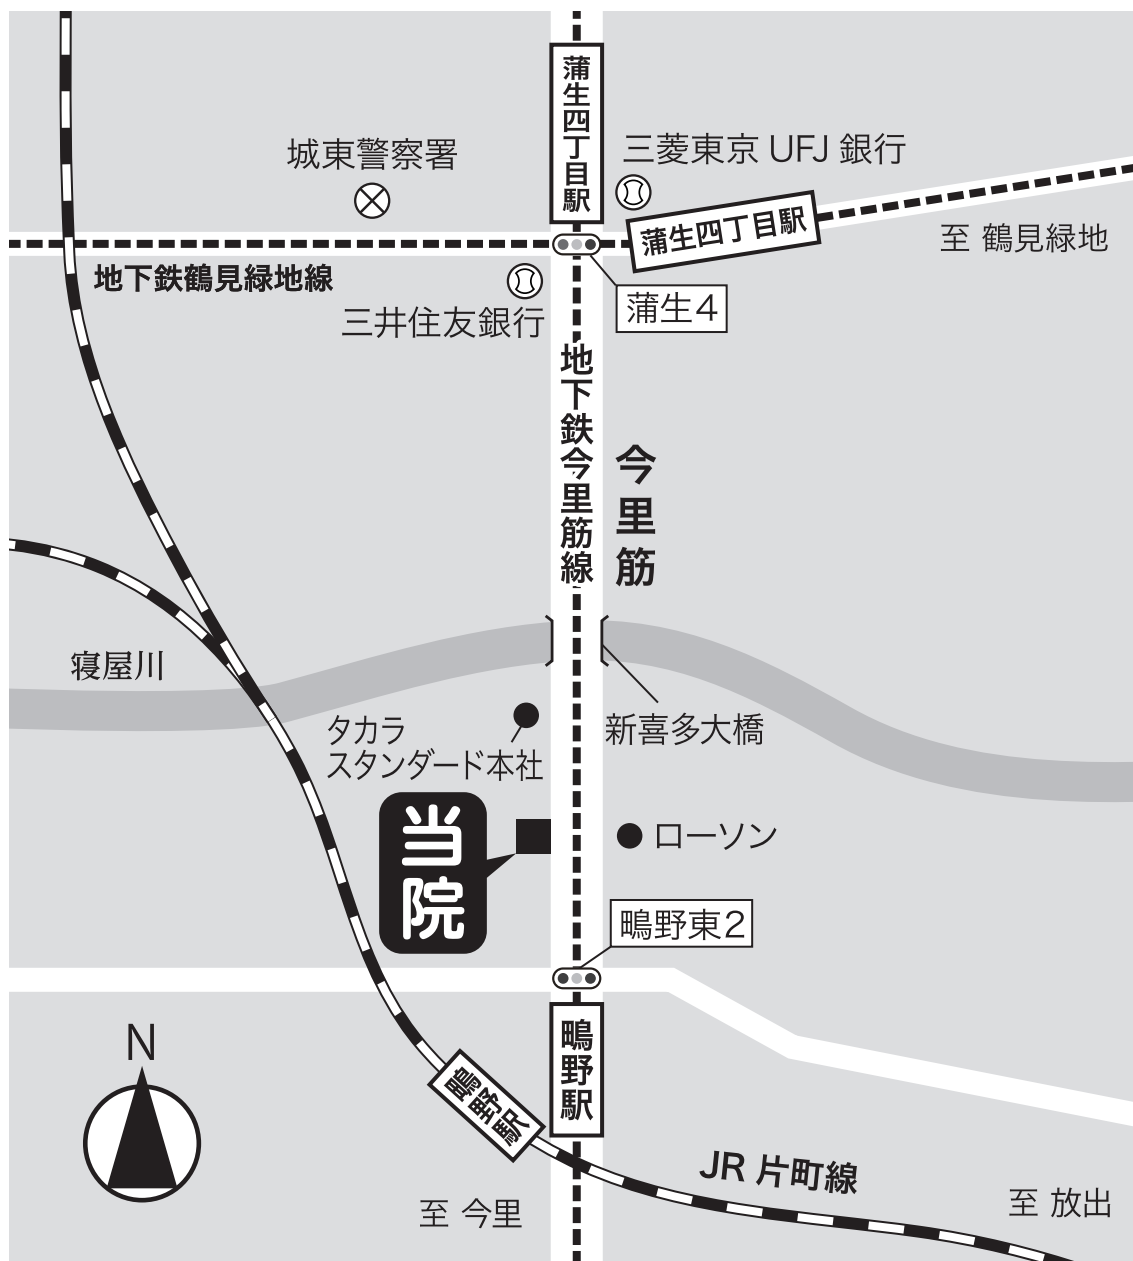 蒲生四丁目駅
城東警察署
三菱東京 UFJ 銀行
蒲生四丁目駅
至 鶴見緑地
地下鉄鶴見緑地線
三井住友銀行
蒲生4
地下鉄今里筋線
今里筋
寝屋川
新喜多大橋
タカラ
スタンダード本社
当院
ローソン
鴫野東2
鴫野駅
N
鴫野駅
JR 片町線
至 今里
至 放出